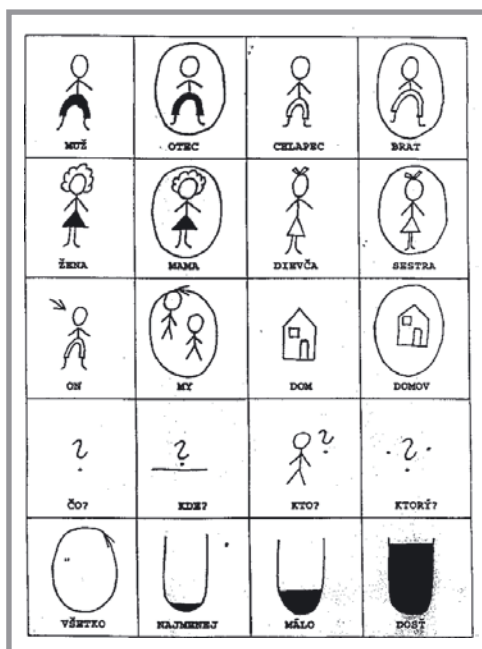 MUŽ OTEC CHLAPEC BRAT
ŽENA MAMA DIEVČA SESTRA
ON MY DOM DOMOV
? ? ? ?
ČO? KDE? KTO? KTORÝ?
VŠETKO NAJMENEJ MÁLO DOSŤ